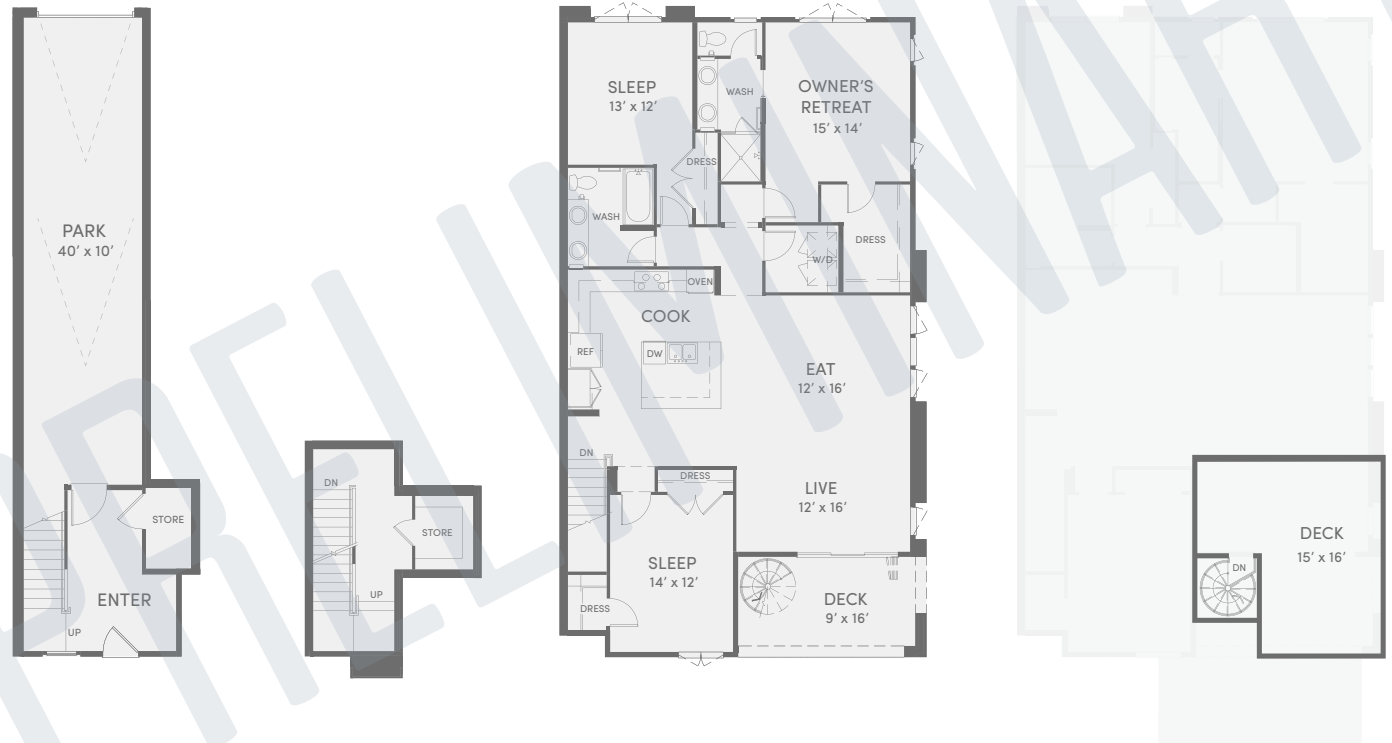 PARK
40' x 10'
STORE
ENTER
UP
DN
STORE
UP
SLEEP
13' x 12'
WASH
OWNER'S
RETREAT
15' x 14'
DRESS
WASH
DRESS
W/D
OVEN
COOK
REF
DW
EAT
12' x 16'
DN
DRESS
LIVE
12' x 16'
SLEEP
14' x 12'
DRESS
DECK
9' x 16'
DECK
15' x 16'
DN
PRELIMINARY